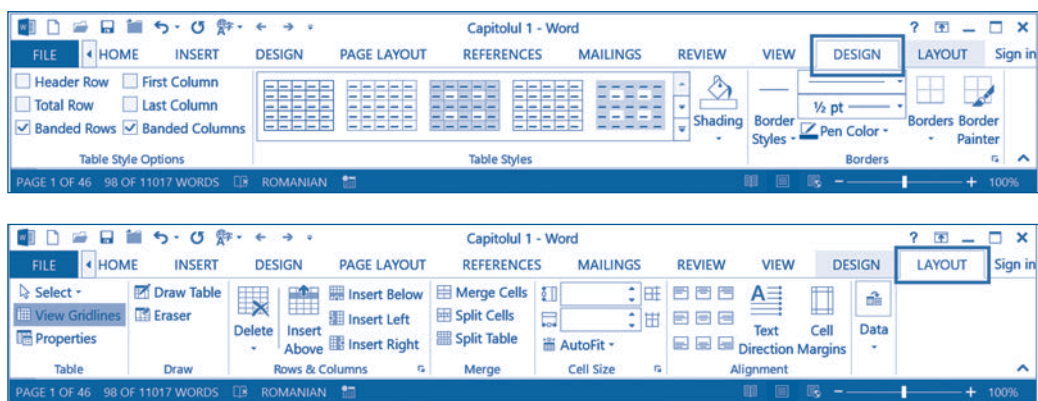 Capitolul 1 - Word
FILE HOME INSERT DESIGN PAGE LAYOUT REFERENCES MAILINGS REVIEW VIEW DESIGN LAYOUT Sign in
Header Row First Column
Total Row Last Column
Banded Rows Banded Columns
Table Style Options
Table Styles
Shading
Border Styles
½ pt
Pen Color
Borders
Border Painter
Borders
PAGE 1 OF 46 98 OF 11017 WORDS ROMANIAN 100%
Capitolul 1 - Word
FILE HOME INSERT DESIGN PAGE LAYOUT REFERENCES MAILINGS REVIEW VIEW DESIGN LAYOUT Sign in
Select
View Gridlines
Properties
Table
Draw Table
Eraser
Draw
Delete
Insert Above
Insert Below
Insert Left
Insert Right
Rows & Columns
Merge Cells
Split Cells
Split Table
Merge
AutoFit
Cell Size
Text Direction
Cell Margins
Alignment
Data
PAGE 1 OF 46 98 OF 11017 WORDS ROMANIAN 100%